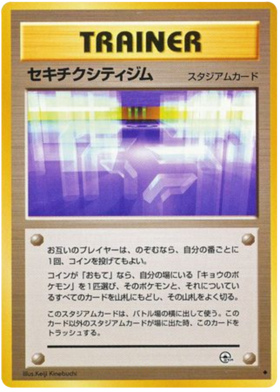 TRAINER
セキチクシティジム
スタジアムカード
お互いのプレイヤーは、のぞむなら、自分の番ごとに
1回、コインを投げてもよい。
コインが「おもて」なら、自分の場にいる「キョウのポ
ケモン」を1匹選び、そのポケモンと、それについている
すべてのカードを山札にもどし、その山札をよく切る。
このスタジアムカードは、バトル場の横に出して使う。この
カード以外のスタジアムカードが場に出た時、このカードを
トラッシュする。
Illus. Keiji Kinebuchi